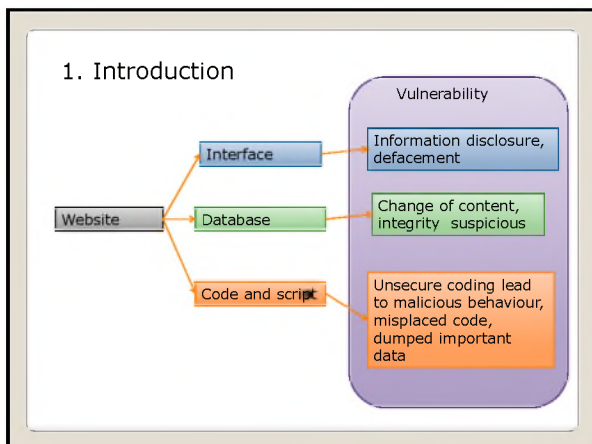 1. Introduction
Vulnerability
Interface
Information disclosure,
defacement
Website
Database
Change of content,
integrity suspicious
Code and script
Unsecure coding lead
to malicious behaviour,
misplaced code,
dumped important
data